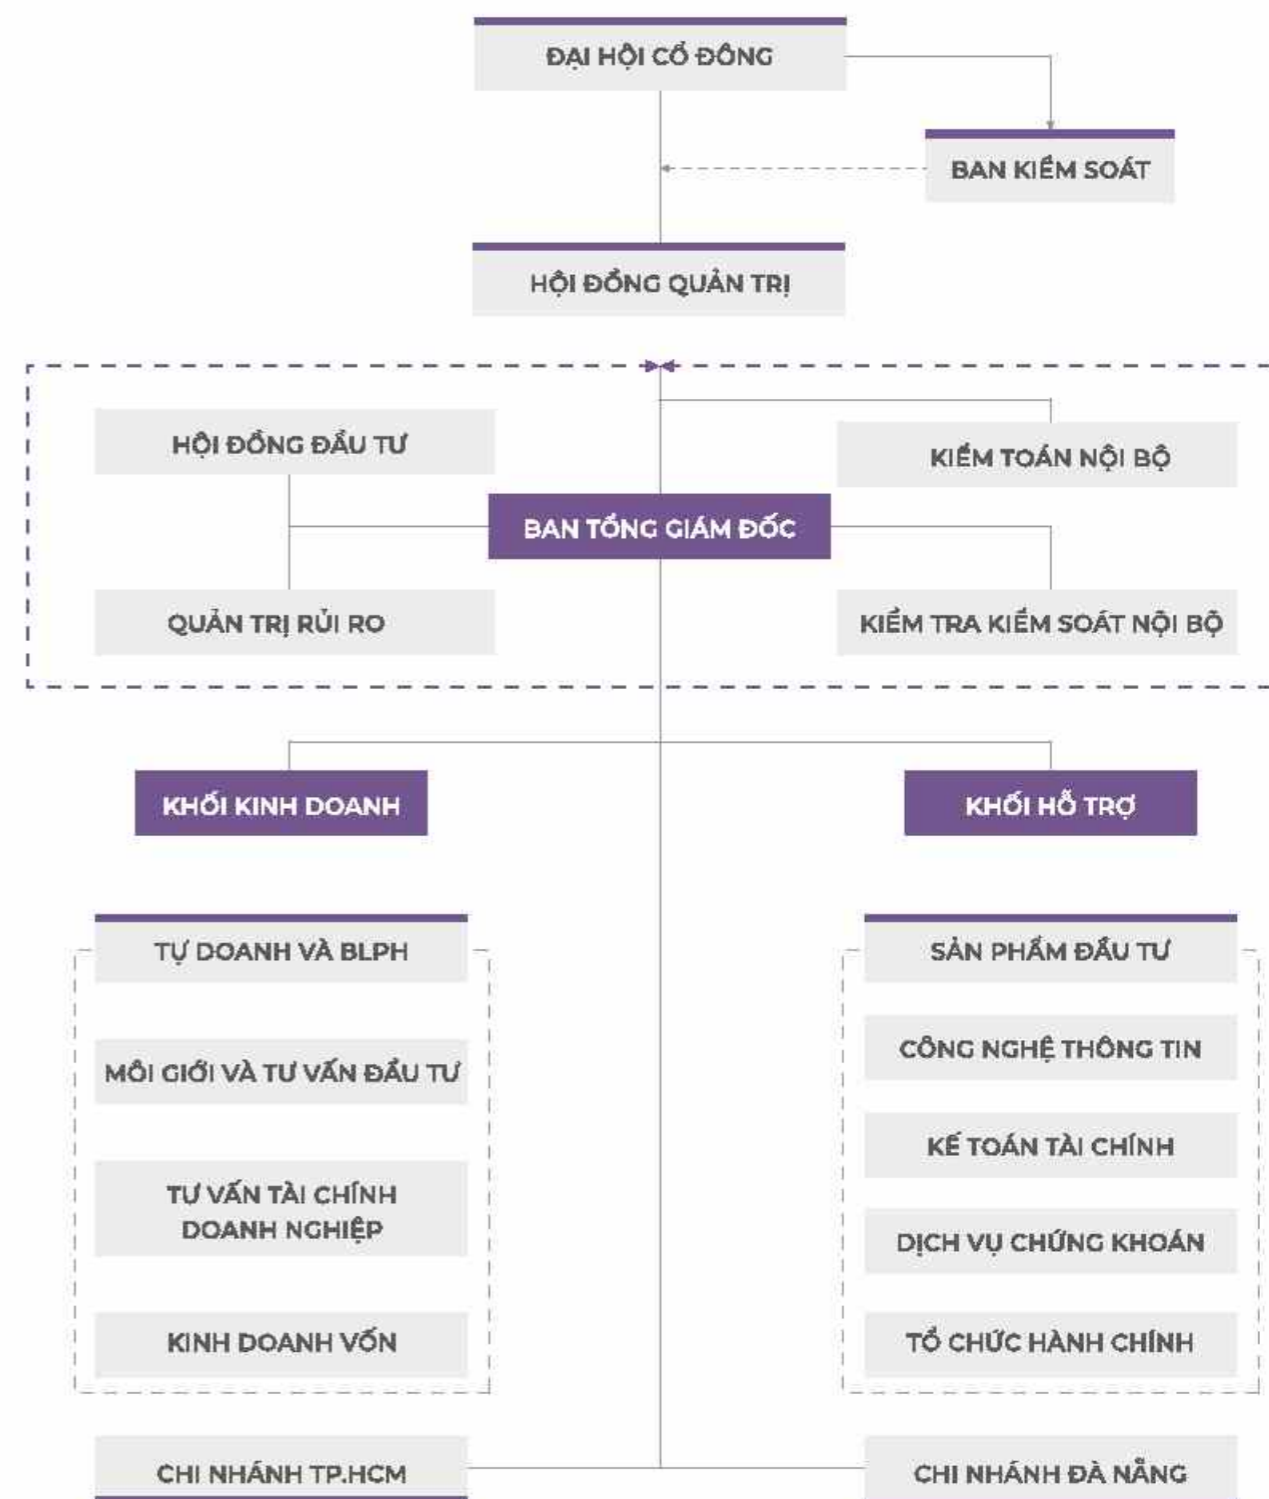 ĐẠI HỘI CỔ ĐÔNG
BAN KIỂM SOÁT
HỘI ĐỒNG QUẢN TRỊ
HỘI ĐỒNG ĐẦU TƯ
KIỂM TOÁN NỘI BỘ
BAN TỔNG GIÁM ĐỐC
QUẢN TRỊ RỦI RO
KIỂM TRA KIỂM SOÁT NỘI BỘ
KHỐI KINH DOANH
KHỐI HỖ TRỢ
TỰ DOANH VÀ BLPH
MÔI GIỚI VÀ TƯ VẤN ĐẦU TƯ
TƯ VẤN TÀI CHÍNH
DOANH NGHIỆP
KINH DOANH VỐN
SẢN PHẨM ĐẦU TƯ
CÔNG NGHỆ THÔNG TIN
KẾ TOÁN TÀI CHÍNH
DỊCH VỤ CHỨNG KHOÁN
TỔ CHỨC HÀNH CHÍNH
CHI NHÁNH TP.HCM
CHI NHÁNH ĐÀ NẴNG